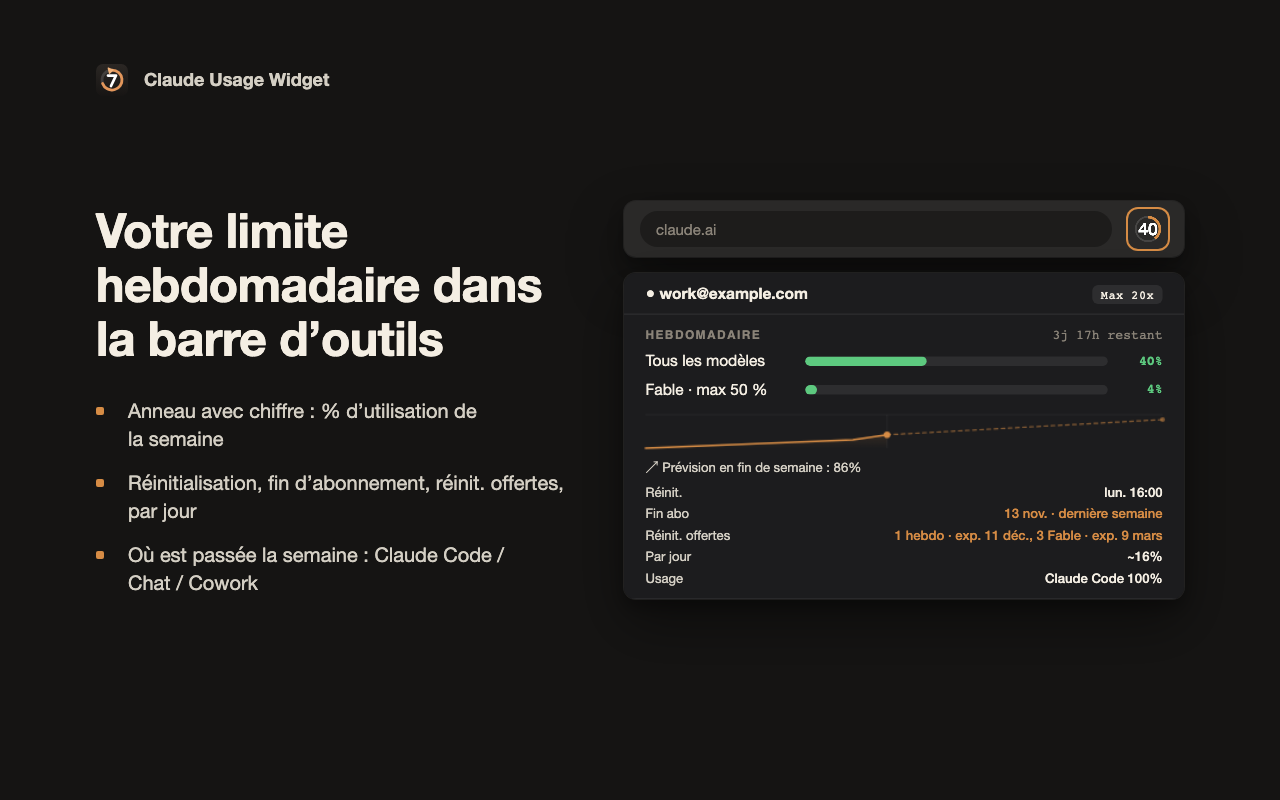 7
Claude Usage Widget
Votre limite
hebdomadaire dans
la barre d’outils
Anneau avec chiffre : % d’utilisation de
la semaine
Réinitialisation, fin d’abonnement, réinit. offertes,
par jour
Où est passée la semaine : Claude Code /
Chat / Cowork
claude.ai
40
work@example.com
Max 20x
HEBDOMADAIRE
3j 17h restant
Tous les modèles
40%
Fable · max 50 %
4%
↗ Prévision en fin de semaine : 86%
Réinit.
lun. 16:00
Fin abo
13 nov. · dernière semaine
Réinit. offertes
1 hebdo · exp. 11 déc., 3 Fable · exp. 9 mars
Par jour
~16%
Usage
Claude Code 100%